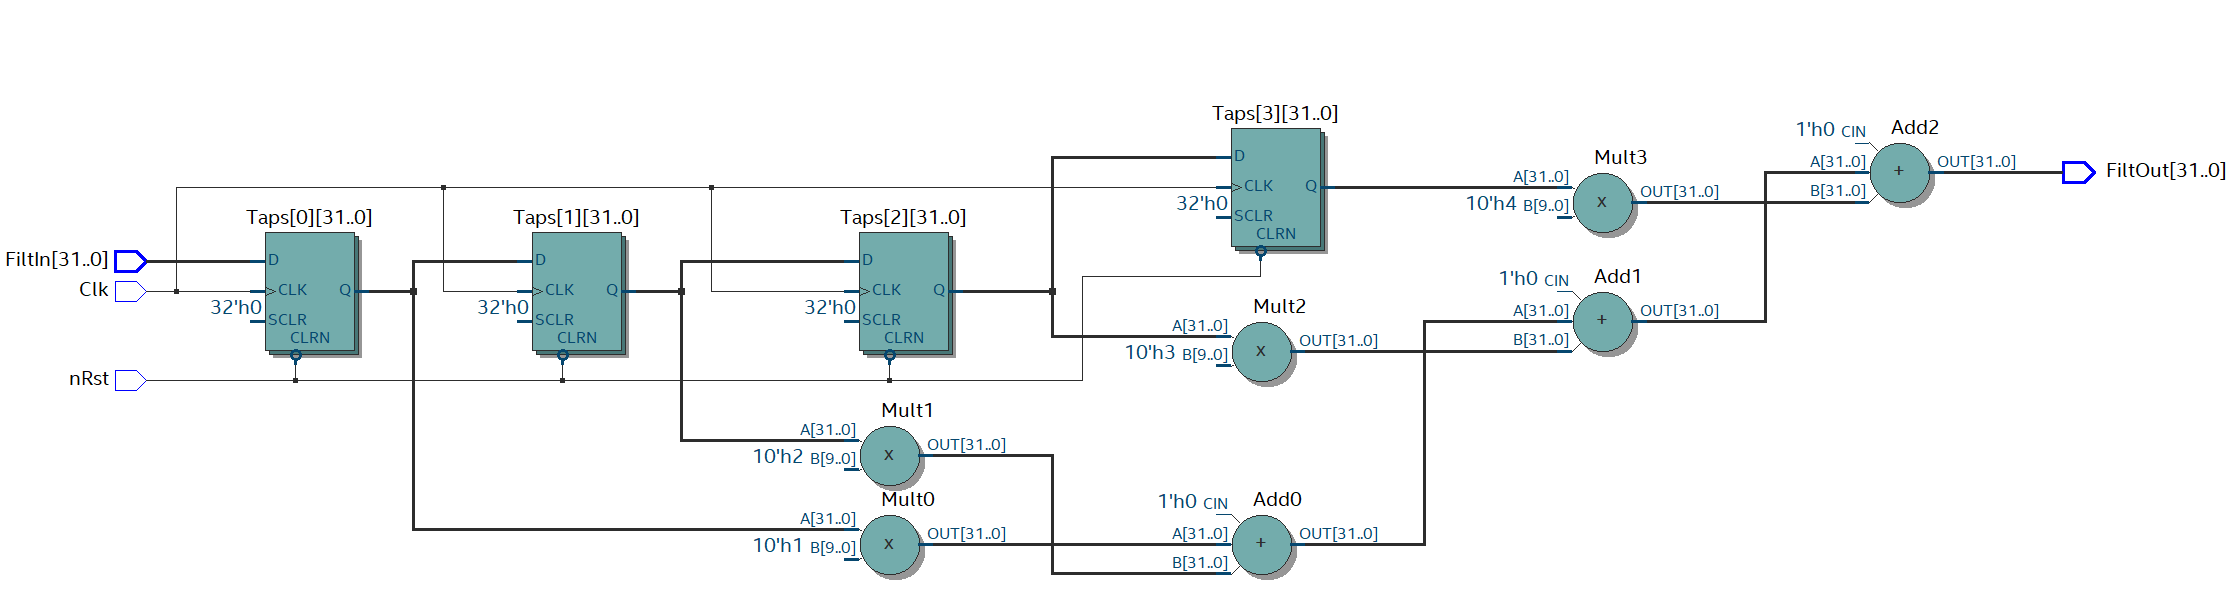 Taps[3][31..0]
D
CLK
Q
32'h0
SCLR
CLRN
Mult3
A[31..0]
x
OUT[31..0]
10'h4 B[9..0]
1'h0 CIN
Add2
A[31..0]
+
OUT[31..0]
B[31..0]
FiltOut[31..0]
Taps[0][31..0]
FiltIn[31..0]
D
Clk
CLK
Q
32'h0
SCLR
CLRN
nRst
Taps[1][31..0]
D
CLK
Q
32'h0
SCLR
CLRN
Taps[2][31..0]
D
CLK
Q
32'h0
SCLR
CLRN
Mult2
A[31..0]
x
OUT[31..0]
10'h3 B[9..0]
1'h0 CIN
Add1
A[31..0]
+
OUT[31..0]
B[31..0]
Mult1
A[31..0]
x
OUT[31..0]
10'h2 B[9..0]
Mult0
A[31..0]
x
OUT[31..0]
10'h1 B[9..0]
1'h0 CIN
Add0
A[31..0]
+
OUT[31..0]
B[31..0]